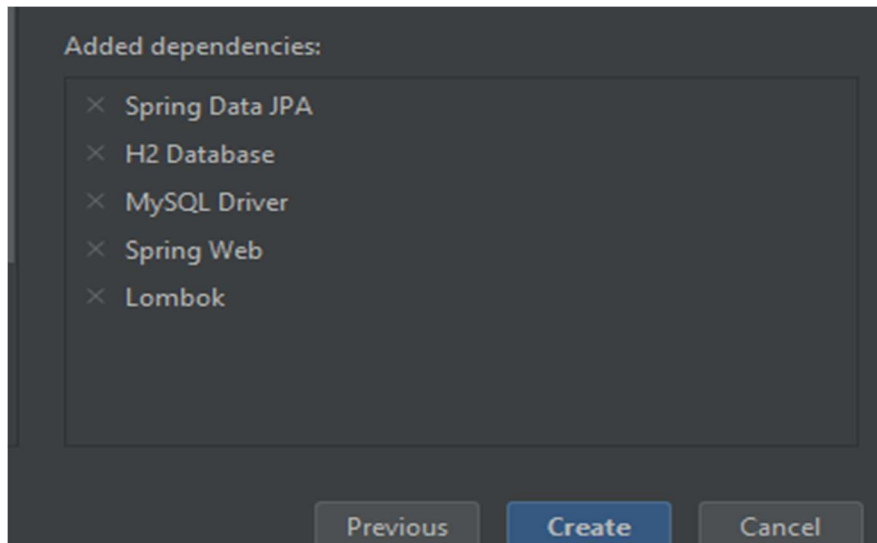 Added dependencies:
Spring Data JPA
H2 Database
MySQL Driver
Spring Web
Lombok
Previous Create Cancel